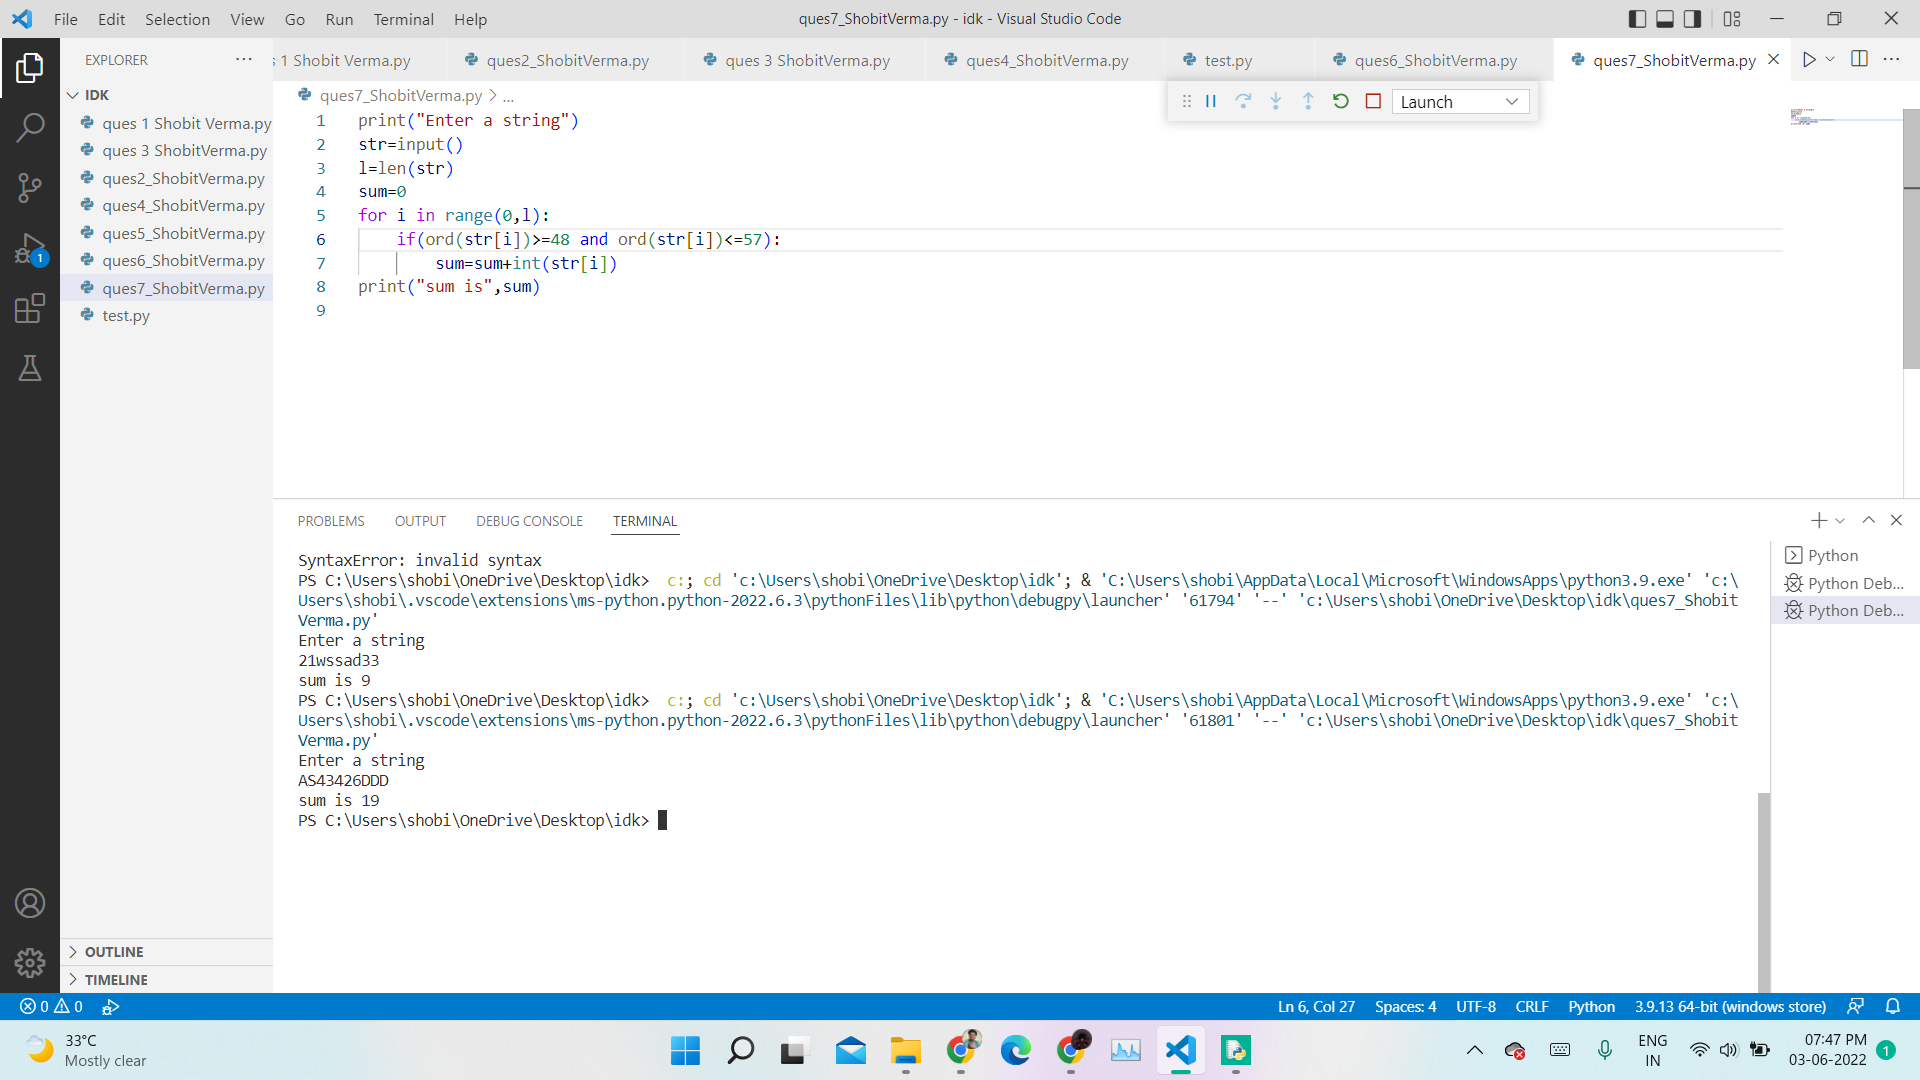 File Edit Selection View Go Run Terminal Help
ques7_ShobitVerma.py - idk - Visual Studio Code
EXPLORER
1 Shobit Verma.py ques2_ShobitVerma.py ques 3 ShobitVerma.py ques4_ShobitVerma.py test.py ques6_ShobitVerma.py ques7_ShobitVerma.py
IDK
ques 1 Shobit Verma.py
ques 3 ShobitVerma.py
ques2_ShobitVerma.py
ques4_ShobitVerma.py
ques5_ShobitVerma.py
ques6_ShobitVerma.py
ques7_ShobitVerma.py
test.py
1
OUTLINE
TIMELINE
ques7_ShobitVerma.py > ...
Launch
1 print("Enter a string")
2 str=input()
3 l=len(str)
4 sum=0
5 for i in range(0,l):
6 if(ord(str[i])>=48 and ord(str[i])<=57):
7 sum=sum+int(str[i])
8 print("sum is",sum)
9
PROBLEMS OUTPUT DEBUG CONSOLE TERMINAL
SyntaxError: invalid syntax
PS C:\Users\shobi\OneDrive\Desktop\idk>  c:; cd 'c:\Users\shobi\OneDrive\Desktop\idk'; & 'C:\Users\shobi\AppData\Local\Microsoft\WindowsApps\python3.9.exe' 'c:\
Users\shobi\.vscode\extensions\ms-python.python-2022.6.3\pythonFiles\lib\python\debugpy\launcher' '61794' '--' 'c:\Users\shobi\OneDrive\Desktop\idk\ques7_Shobit
Verma.py'
Enter a string
21wssad33
sum is 9
PS C:\Users\shobi\OneDrive\Desktop\idk>  c:; cd 'c:\Users\shobi\OneDrive\Desktop\idk'; & 'C:\Users\shobi\AppData\Local\Microsoft\WindowsApps\python3.9.exe' 'c:\
Users\shobi\.vscode\extensions\ms-python.python-2022.6.3\pythonFiles\lib\python\debugpy\launcher' '61801' '--' 'c:\Users\shobi\OneDrive\Desktop\idk\ques7_Shobit
Verma.py'
Enter a string
AS43426DDD
sum is 19
PS C:\Users\shobi\OneDrive\Desktop\idk>
Python
Python Deb...
Python Deb...
0 0
Ln 6, Col 27 Spaces: 4 UTF-8 CRLF Python 3.9.13 64-bit (windows store)
33°C
Mostly clear
ENG
IN
07:47 PM
03-06-2022
1